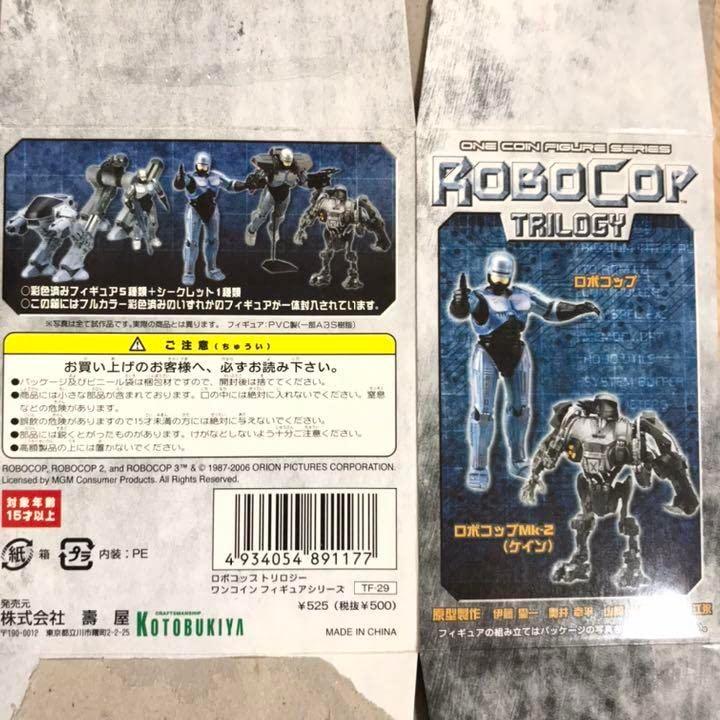 ○彩色済みフィギュア5種類+シークレット1種類
○この箱にはフルカラー彩色済みのいずれかのフィギュアが一体封入されています。
※写真は全て試作品です。実際の商品とは異ります。 フィギュア:PVC製(一部A3S樹脂)
ご注意(ちゅうい)
お買い上げのお客様へ、必ずお読み下さい。
●パッケージ及びビニール袋は梱包材ですので、開封後は捨ててください。
●商品には小さな部品が含まれております。口の中には絶対に入れないでください。窒息
などの危険があります。
●誤飲の危険がありますので15才未満の方には絶対に与えないでください。
●部品には鋭くとがったものがあります。けがなどしないよう十分ご注意ください。
●高額製品の上には置かないでください。
ROBOCOP, ROBOCOP 2, and ROBOCOP 3™ & © 1987-2006 ORION PICTURES CORPORATION.
Licensed by MGM Consumer Products. All Rights Reserved.
対象年齢
15才以上
紙 箱 プラ 内装:PE
4 934054 891177
ロボコップ トリロジー
ワンコイン フィギュアシリーズ TF-29
¥525 (税抜¥500)
発売元
株式会社 壽屋
〒190-0012 東京都立川市曙町2-2-25
CRAFTSMANSHIP
KOTOBUKIYA
MADE IN CHINA
ONE COIN FIGURE SERIES
ROBOCOP™
TRILOGY
ロボコップ
ロボコップMk-2
(ケイン)
原型製作 伊藤
フィギュアの組み立てはパッケージの写真